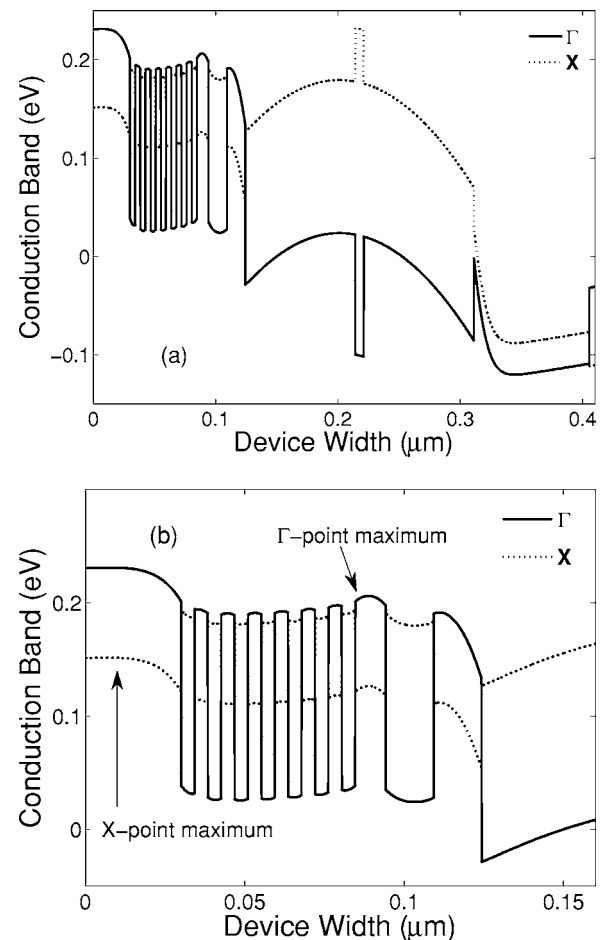 Γ
X
0.2
0.1
0
−0.1
Conduction Band (eV)
(a)
0 0.1 0.2 0.3 0.4
Device Width (μm)
(b)
Γ
X
Γ−point maximum
0.2
0.1
0
Conduction Band (eV)
X−point maximum
0 0.05 0.1 0.15
Device Width (μm)